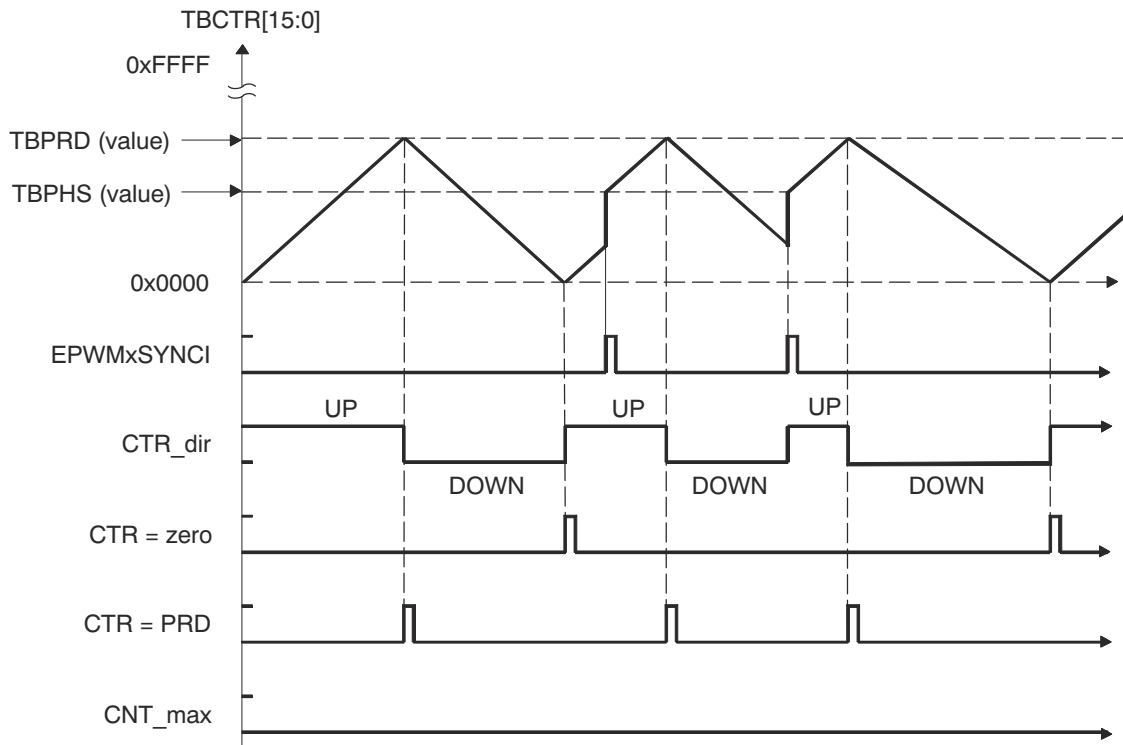 TBCTR[15:0]
0xFFFF
TBPRD (value)
TBPHS (value)
0x0000
EPWMxSYNCI
UP UP UP
CTR_dir
DOWN DOWN DOWN
CTR = zero
CTR = PRD
CNT_max